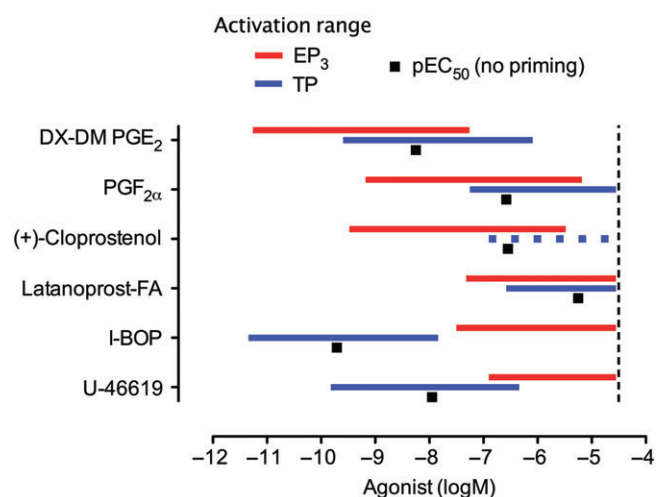 Activation range
EP₃
TP
pEC₅₀ (no priming)
DX-DM PGE₂
PGF₂α
(+)-Cloprostenol
Latanoprost-FA
I-BOP
U-46619
–12 –11 –10 –9 –8 –7 –6 –5 –4
Agonist (logM)